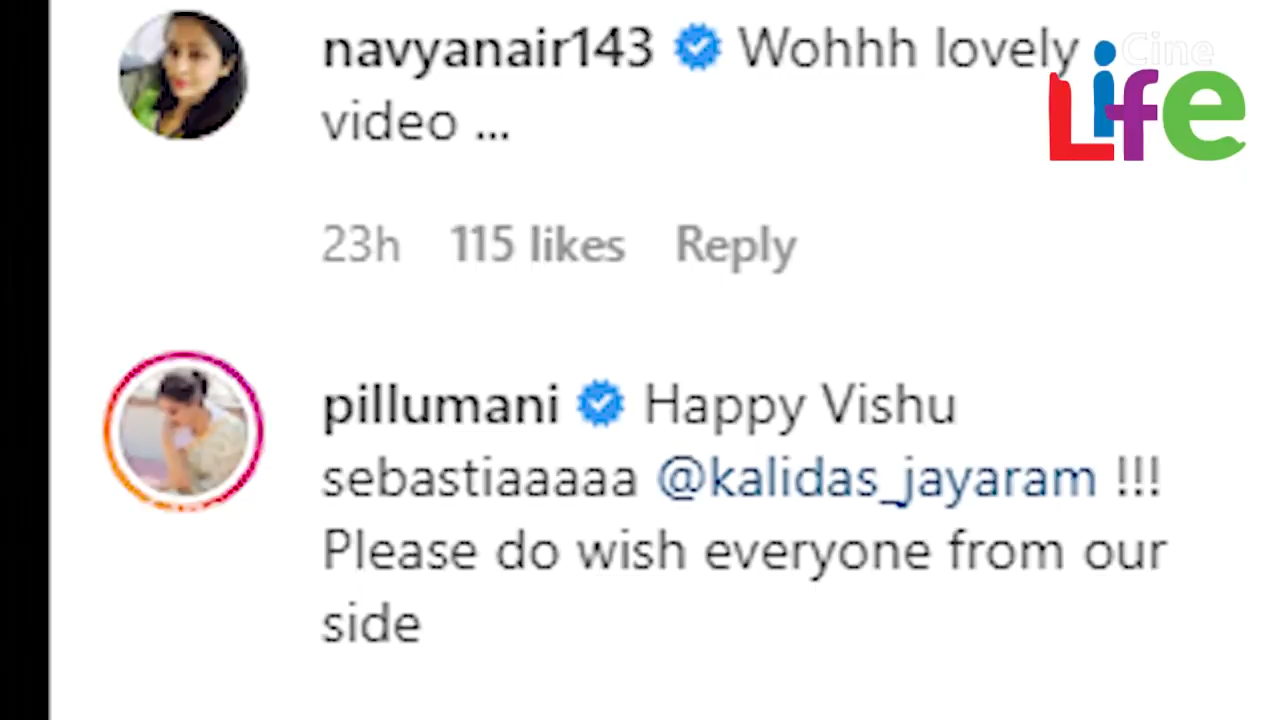 navyanair143 Wohhh lovely
video ...
Cine
Life
23h 115 likes Reply
pillumani Happy Vishu
sebastiaaaaa @kalidas_jayaram !!!
Please do wish everyone from our
side